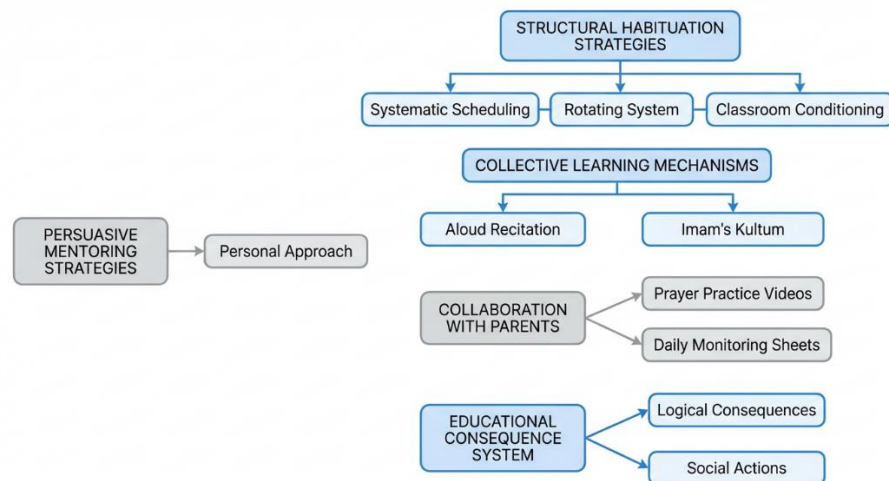 STRUCTURAL HABITUATION
STRATEGIES
Systematic Scheduling
Rotating System
Classroom Conditioning
COLLECTIVE LEARNING MECHANISMS
Aloud Recitation
Imam's Kultum
PERSUASIVE
MENTORING
STRATEGIES
Personal Approach
COLLABORATION
WITH PARENTS
Prayer Practice Videos
Daily Monitoring Sheets
EDUCATIONAL
CONSEQUENCE
SYSTEM
Logical Consequences
Social Actions